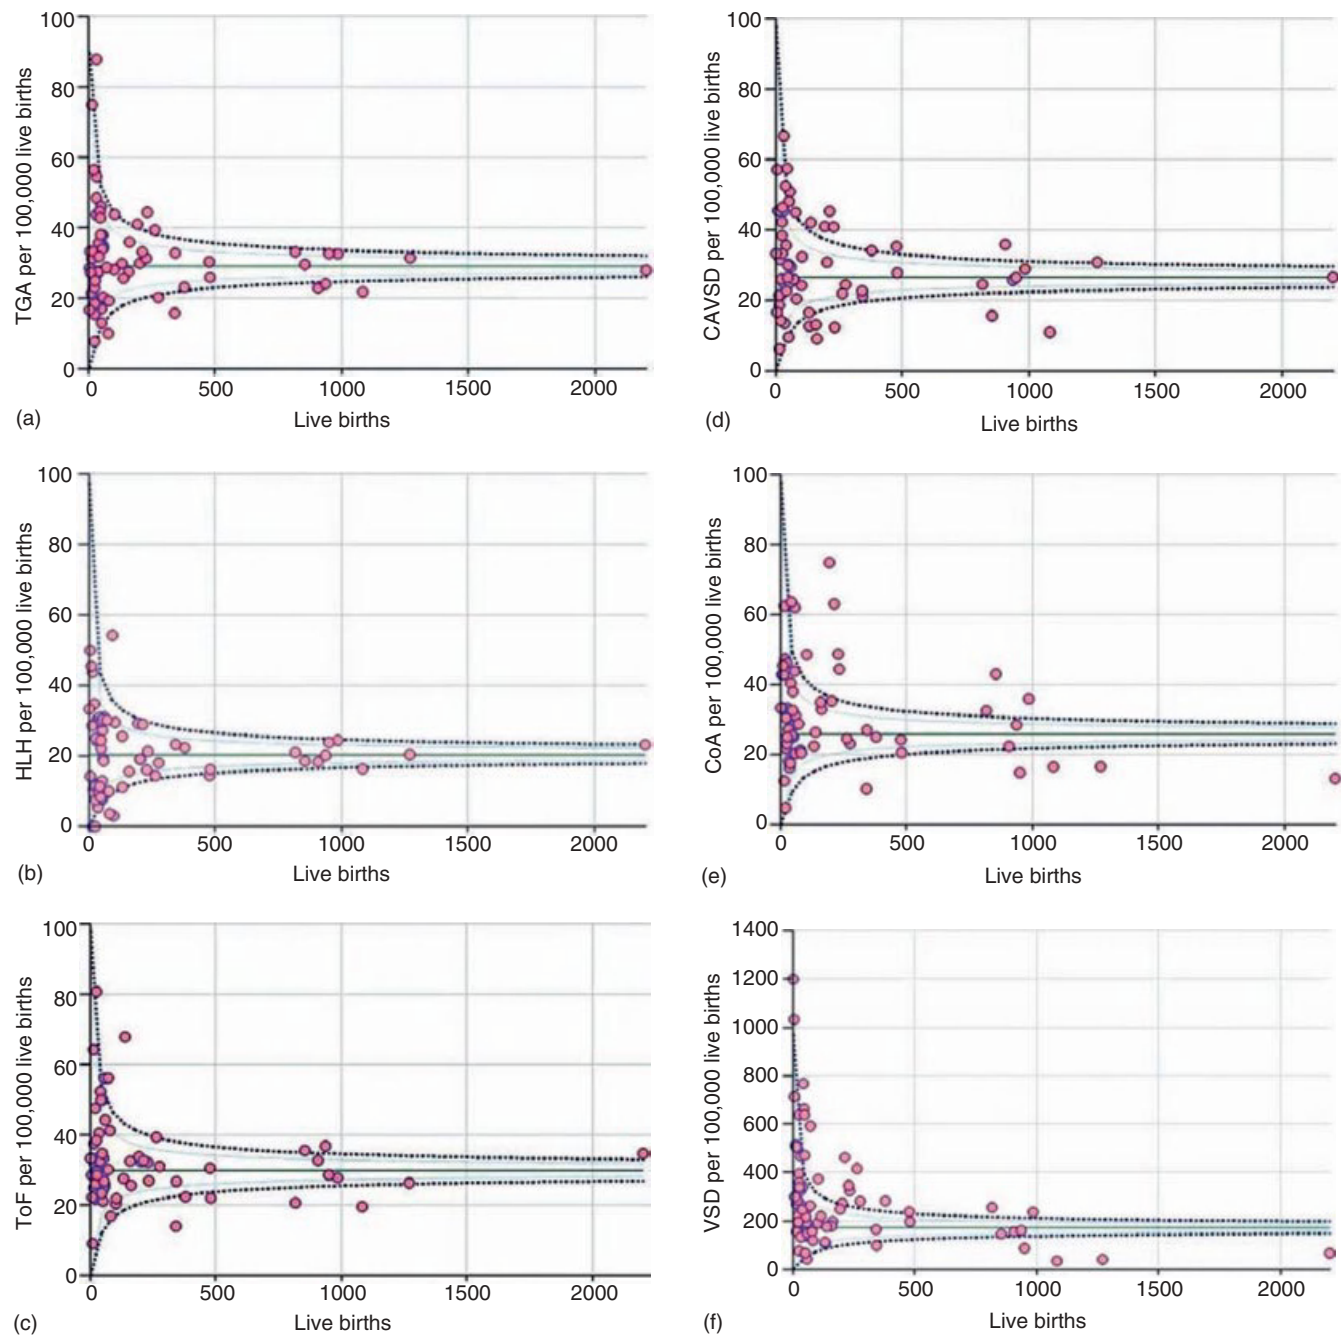 100
80
60
40
20
0
TGA per 100,000 live births
0 500 1000 1500 2000
Live births
(a)
100
80
60
40
20
0
CAVSD per 100,000 live births
0 500 1000 1500 2000
Live births
(d)
100
80
60
40
20
0
HLH per 100,000 live births
0 500 1000 1500 2000
Live births
(b)
100
80
60
40
20
0
CoA per 100,000 live births
0 500 1000 1500 2000
Live births
(e)
100
80
60
40
20
0
ToF per 100,000 live births
0 500 1000 1500 2000
Live births
(c)
1400
1200
1000
800
600
400
200
0
VSD per 100,000 live births
0 500 1000 1500 2000
Live births
(f)